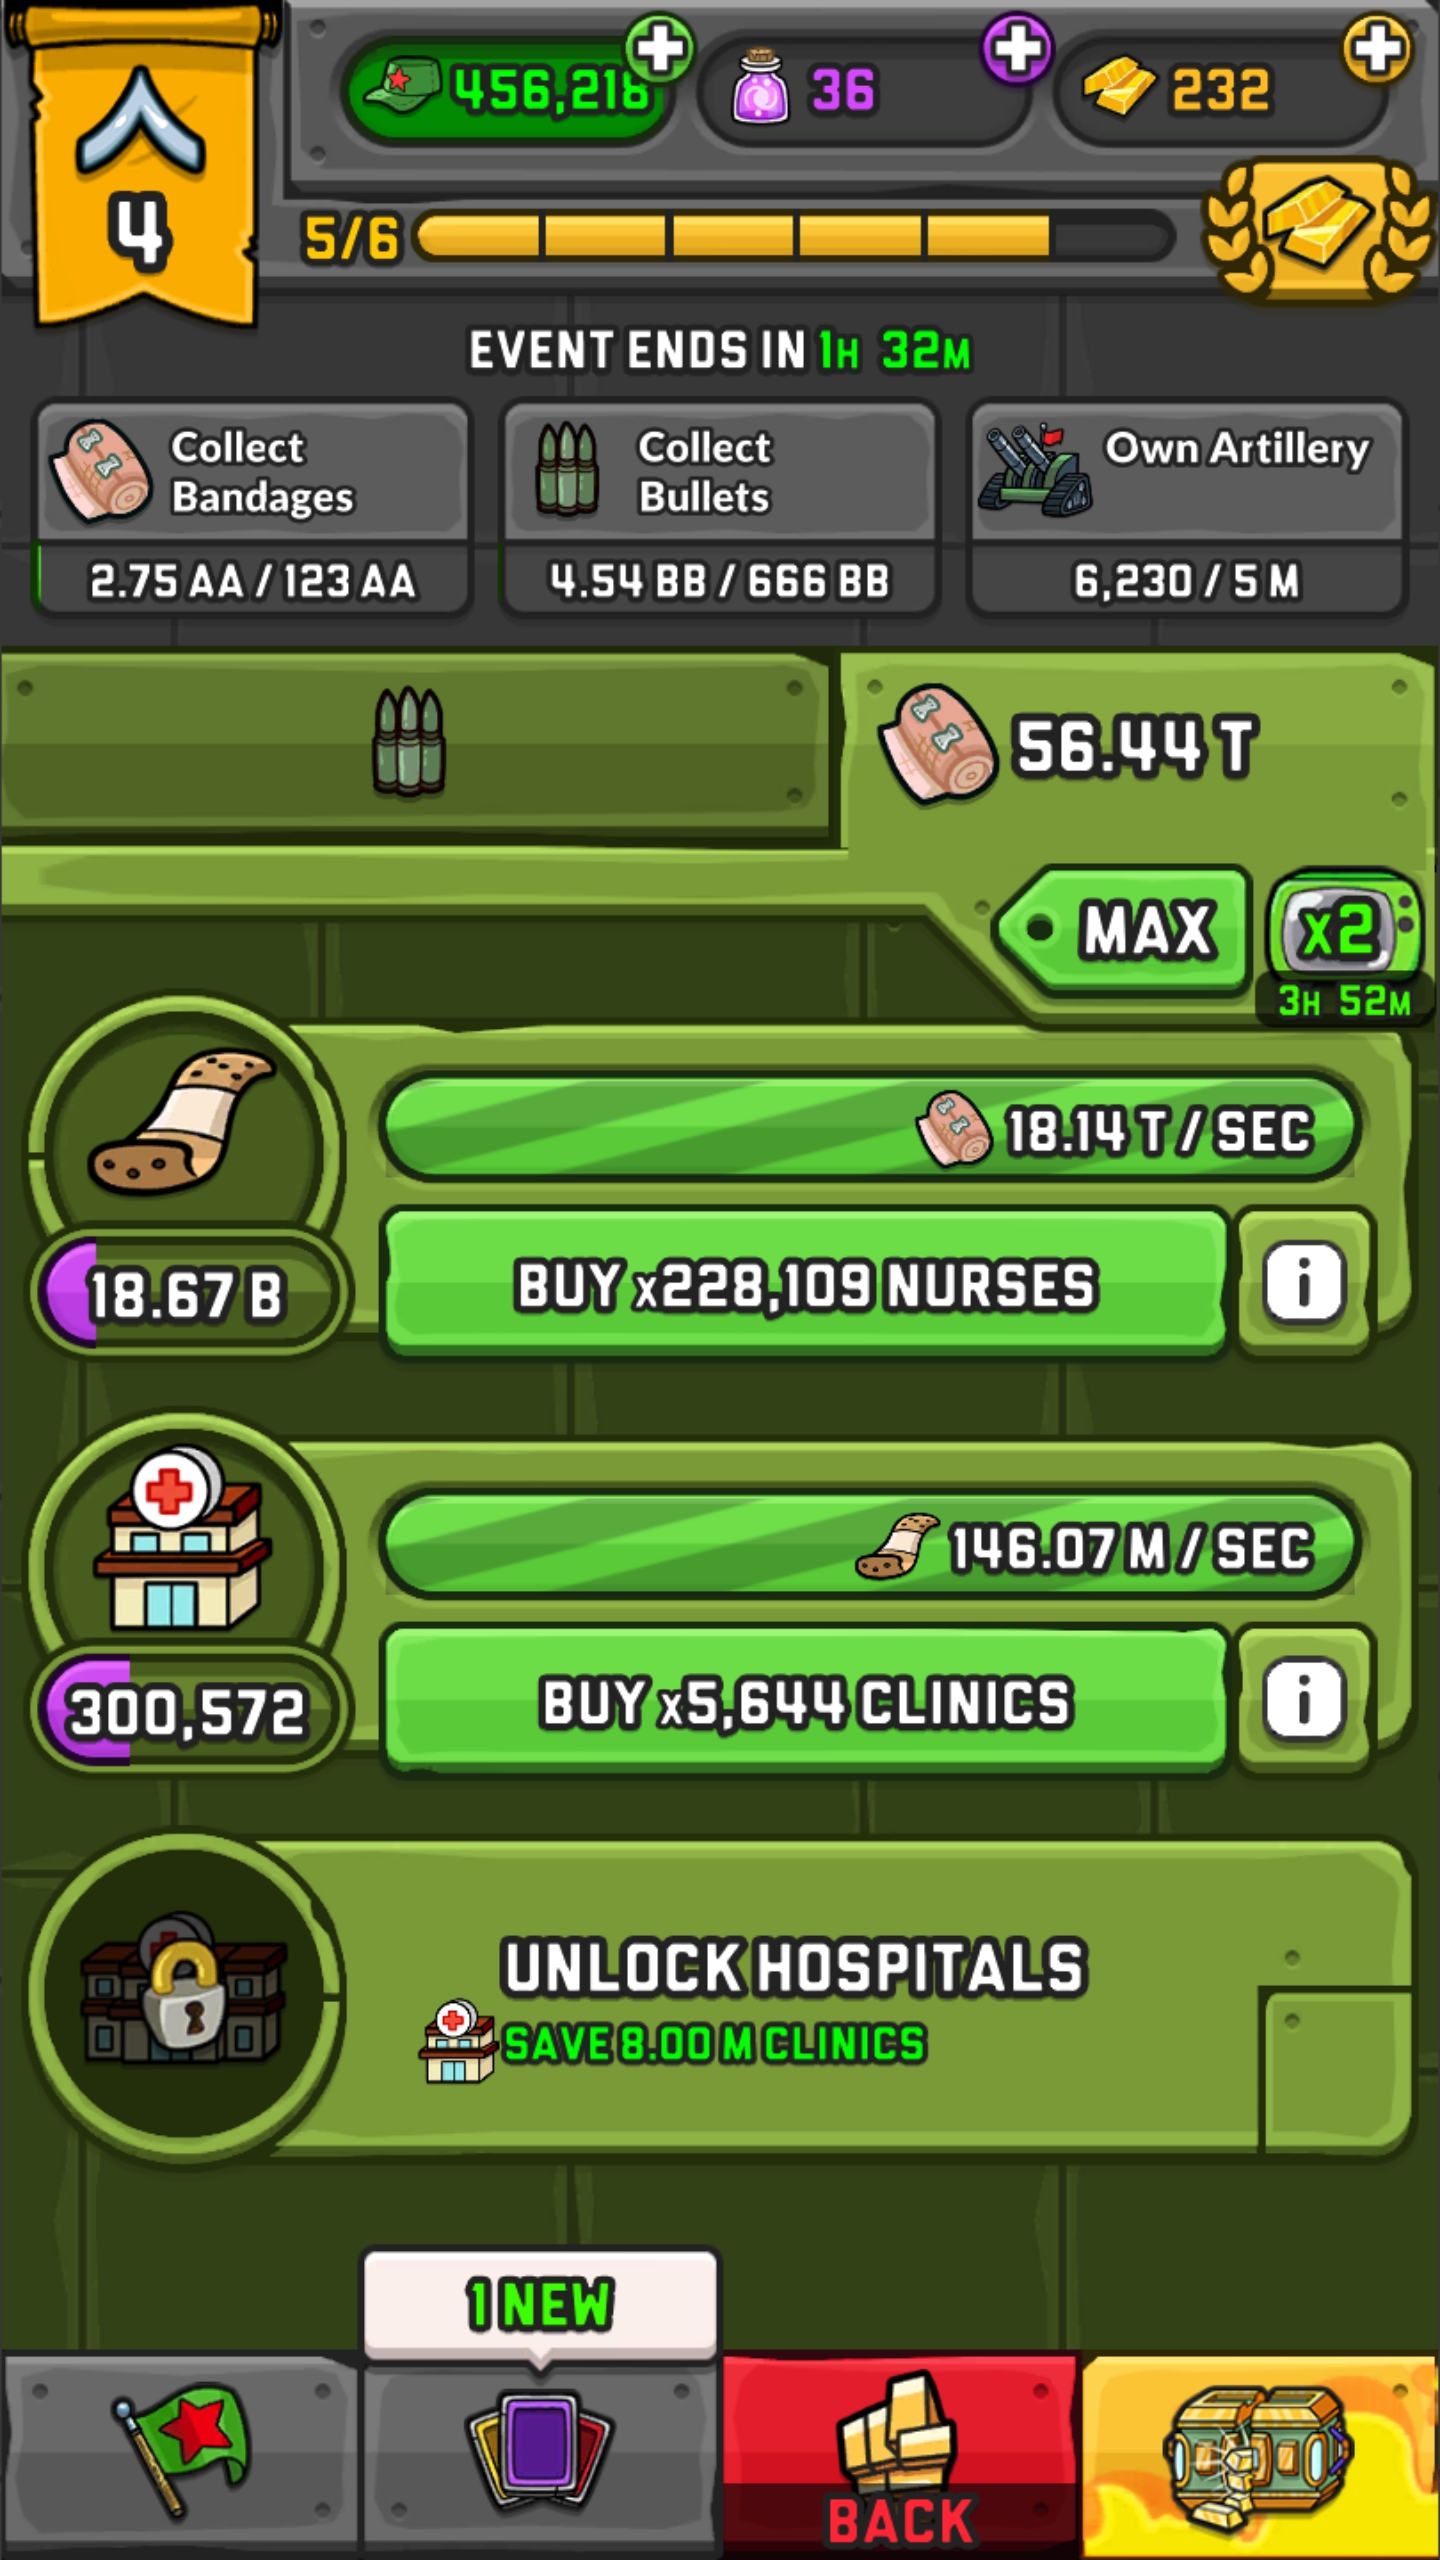 456,218
36
232
4
5/6
EVENT ENDS IN 1H 32M
Collect
Bandages
2.75 AA / 123 AA
Collect
Bullets
4.54 BB / 666 BB
Own Artillery
6,230 / 5 M
56.44 T
MAX
x2
3H 52M
18.14 T / SEC
18.67 B
BUY x228,109 NURSES
i
146.07 M / SEC
300,572
BUY x5,644 CLINICS
i
UNLOCK HOSPITALS
SAVE 8.00 M CLINICS
1 NEW
BACK